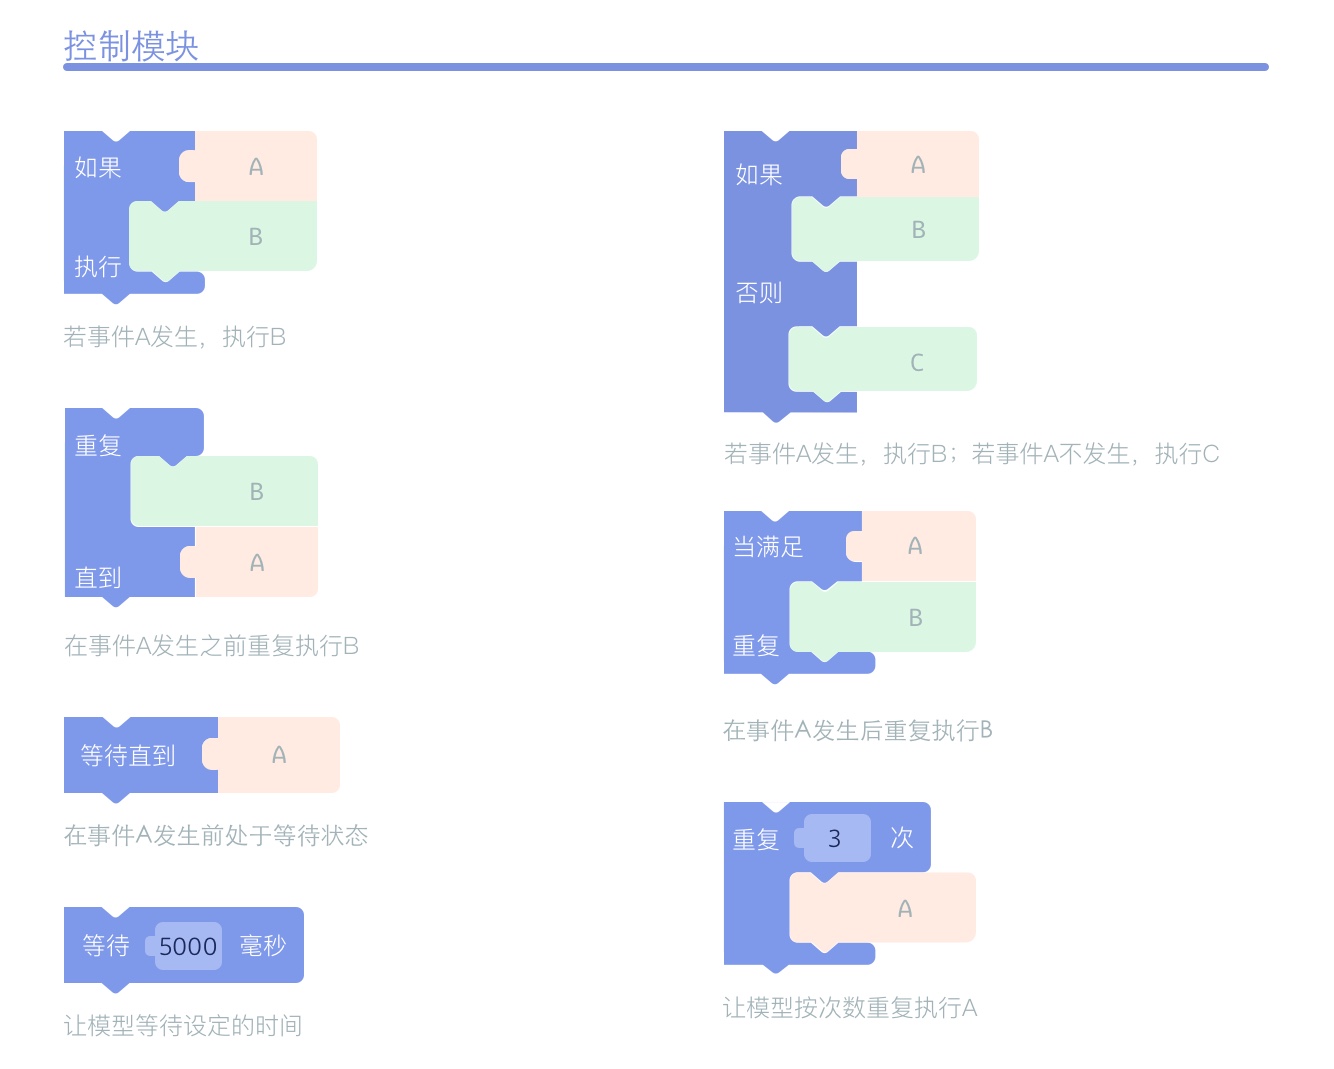 控制模块
如果 A
B
执行
若事件A发生，执行B
重复
B
直到 A
在事件A发生之前重复执行B
等待直到 A
在事件A发生前处于等待状态
等待 5000 毫秒
让模型等待设定的时间
如果 A
B
否则
C
若事件A发生，执行B；若事件A不发生，执行C
当满足 A
B
重复
在事件A发生后重复执行B
重复 3 次
A
让模型按次数重复执行A